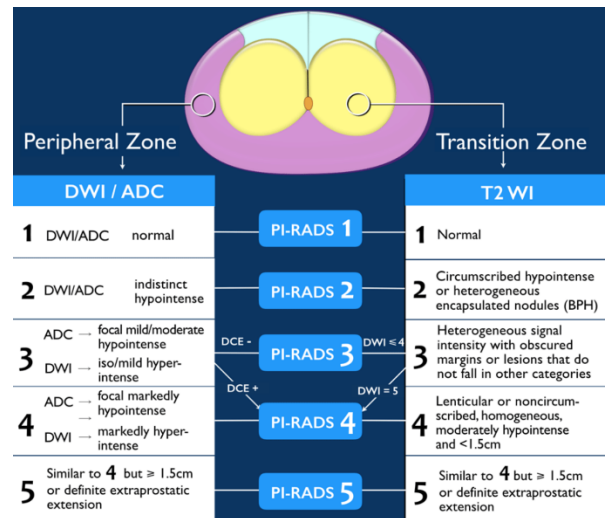 Peripheral Zone
Transition Zone
DWI / ADC
T2 WI
1 DWI/ADC normal
PI-RADS 1
1 Normal
2 DWI/ADC indistinct
hypointense
PI-RADS 2
2 Circumscribed hypointense
or heterogeneous
encapsulated nodules (BPH)
3 ADC → focal mild/moderate
hypointense
DWI → iso/mild hyper-
intense
DCE -
DCE +
PI-RADS 3
DWI ≤ 4
DWI = 5
3 Heterogeneous signal
intensity with obscured
margins or lesions that do
not fall in other categories
4 ADC → focal markedly
hypointense
DWI → markedly hyper-
intense
PI-RADS 4
4 Lenticular or noncircum-
scribed, homogeneous,
moderately hypointense
and <1.5cm
5 Similar to 4 but ≥ 1.5cm
or definite extraprostatic
extension
PI-RADS 5
5 Similar to 4 but ≥ 1.5cm
or definite extraprostatic
extension